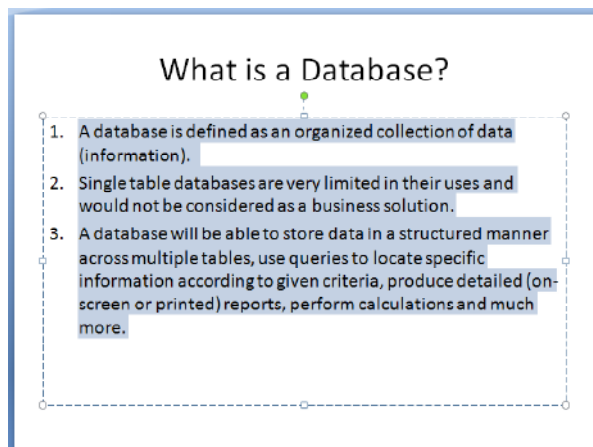 What is a Database?
1. A database is defined as an organized collection of data
(information).
2. Single table databases are very limited in their uses and
would not be considered as a business solution.
3. A database will be able to store data in a structured manner
across multiple tables, use queries to locate specific
information according to given criteria, produce detailed (on-
screen or printed) reports, perform calculations and much
more.